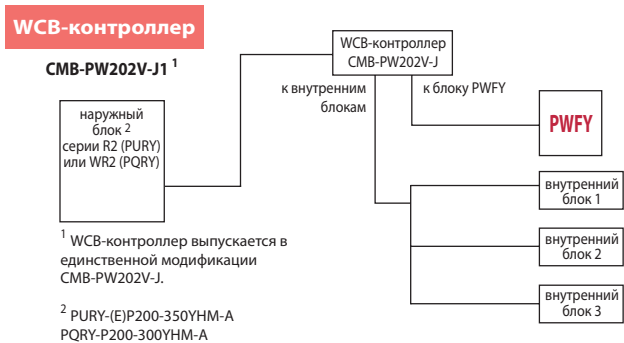 WCB-контроллер
CMB-PW202V-J1 ¹
наружный
блок ²
серии R2 (PURY)
или WR2 (PQRY)
WCB-контроллер
CMB-PW202V-J
к внутренним
блокам
к блоку PWFY
PWFY
внутренний
блок 1
внутренний
блок 2
внутренний
блок 3
¹ WCB-контроллер выпускается в
единственной модификации
CMB-PW202V-J.
² PURY-(E)P200-350YHM-A
PQRY-P200-300YHM-A